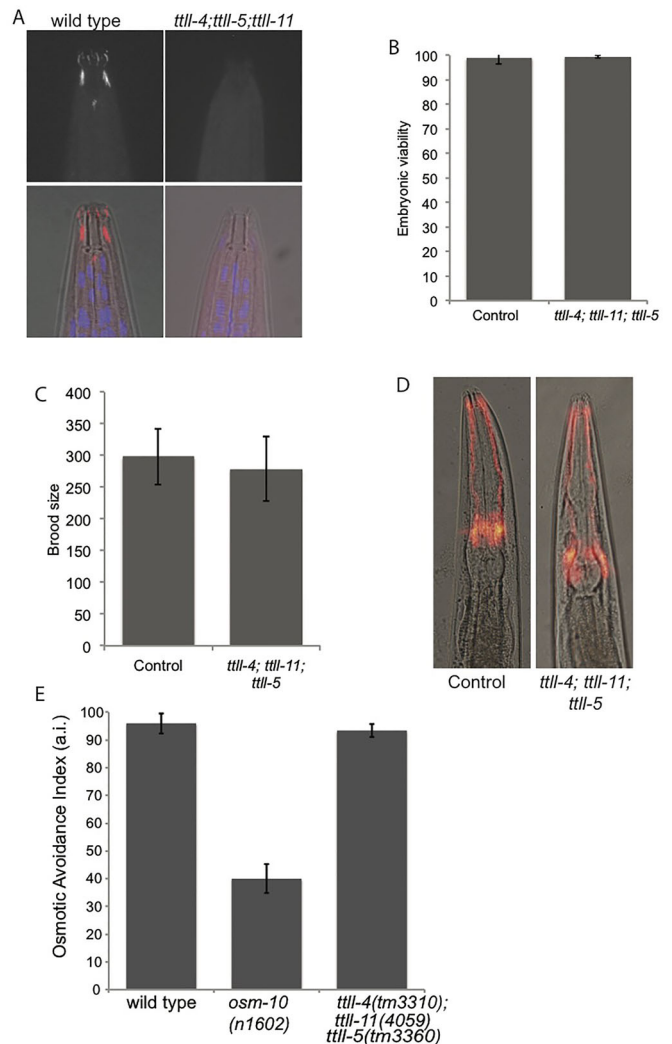 A
wild type
ttll-4;ttll-5;ttll-11
B
Embryonic viability
100
90
80
70
60
50
40
30
20
10
0
Control
ttll-4; ttll-11; ttll-5
C
Brood size
400
350
300
250
200
150
100
50
0
Control
ttll-4; ttll-11;
ttll-5
D
Control
ttll-4; ttll-11;
ttll-5
E
Osmotic Avoidance Index (a.i.)
100
90
80
70
60
50
40
30
20
10
0
wild type
osm-10
(n1602)
ttll-4(tm3310);
ttll-11(4059)
ttll-5(tm3360)